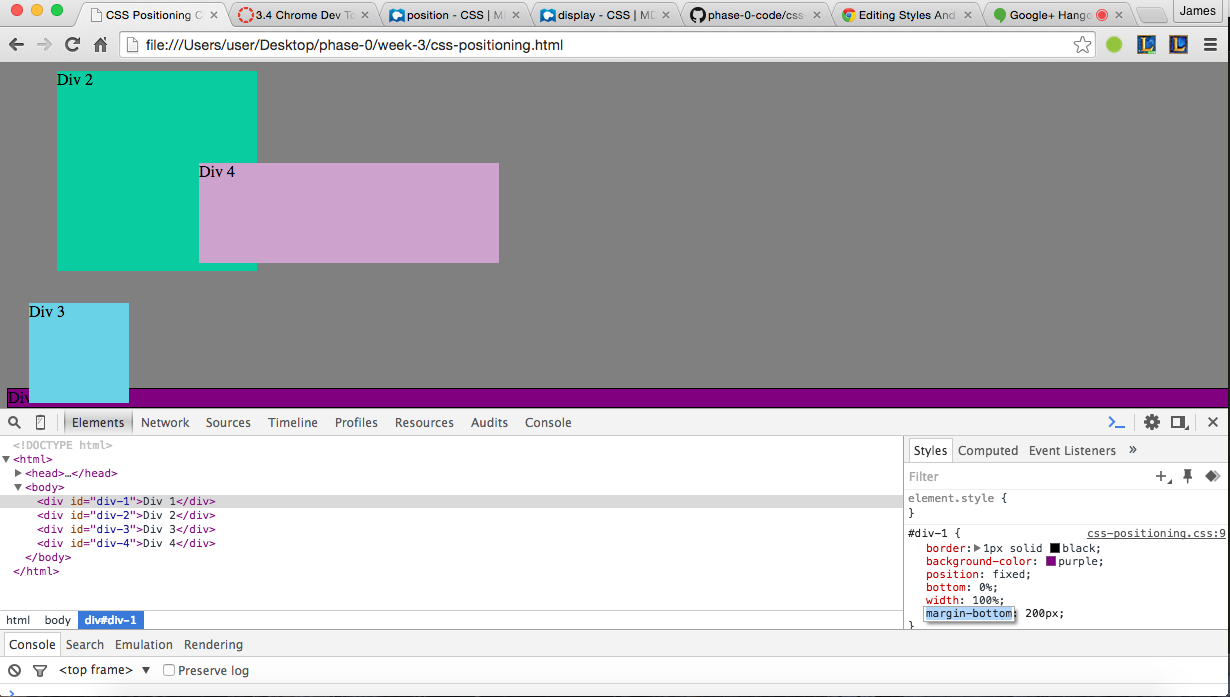 CSS Positioning C
3.4 Chrome Dev To
position - CSS | M
display - CSS | MD
phase-0-code/css
Editing Styles And
Google+ Hang
James
file:///Users/user/Desktop/phase-0/week-3/css-positioning.html
Div 2
Div 4
Div 3
Div
Elements Network Sources Timeline Profiles Resources Audits Console
<!DOCTYPE html>
<html>
<head>…</head>
<body>
<div id="div-1">Div 1</div>
<div id="div-2">Div 2</div>
<div id="div-3">Div 3</div>
<div id="div-4">Div 4</div>
</body>
</html>
html body div#div-1
Styles Computed Event Listeners »
Filter
element.style {
}
#div-1 { css-positioning.css:9
border: 1px solid black;
background-color: purple;
position: fixed;
bottom: 0%;
width: 100%;
margin-bottom: 200px;
}
Console Search Emulation Rendering
<top frame> Preserve log